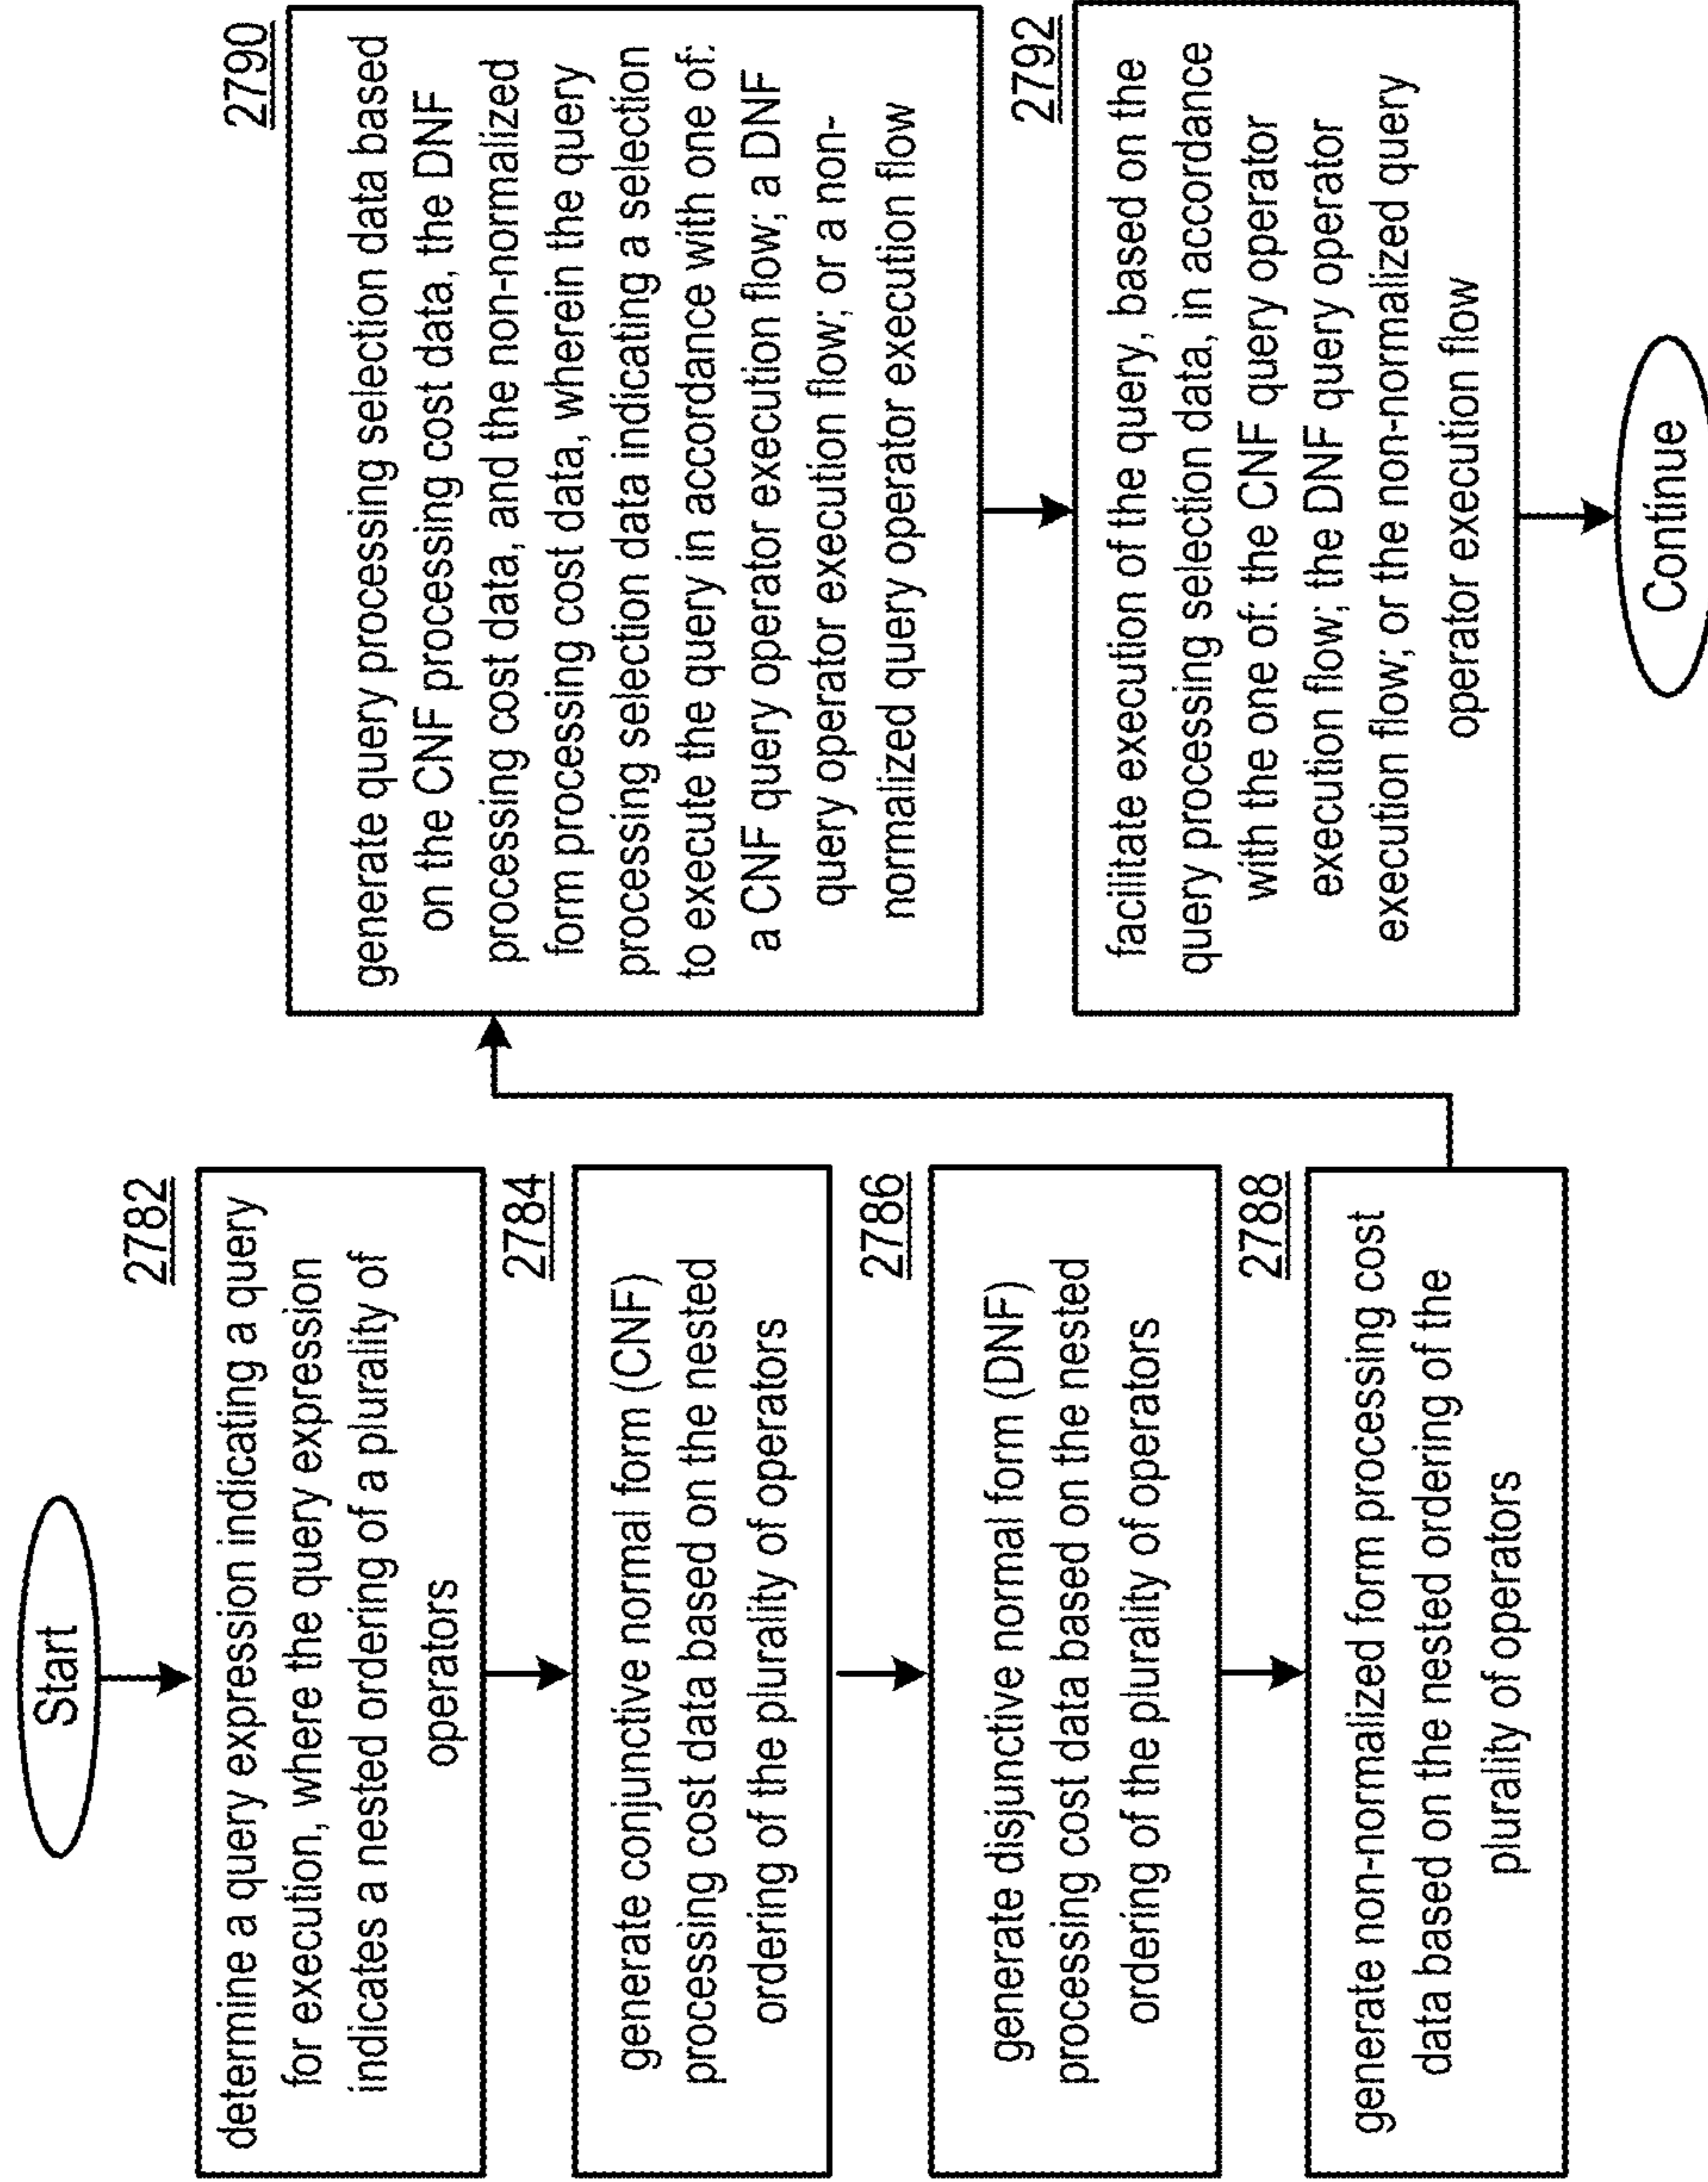 Start
2782
determine a query expression indicating a query
for execution, where the query expression
indicates a nested ordering of a plurality of
operators
2784
generate conjunctive normal form (CNF)
processing cost data based on the nested
ordering of the plurality of operators
2786
generate disjunctive normal form (DNF)
processing cost data based on the nested
ordering of the plurality of operators
2788
generate non-normalized form processing cost
data based on the nested ordering of the
plurality of operators
2790
generate query processing selection data based
on the CNF processing cost data, the DNF
processing cost data, and the non-normalized
form processing cost data, wherein the query
processing selection data indicating a selection
to execute the query in accordance with one of:
a CNF query operator execution flow; a DNF
query operator execution flow; or a non-
normalized query operator execution flow
2792
facilitate execution of the query, based on the
query processing selection data, in accordance
with the one of: the CNF query operator
execution flow; the DNF query operator
execution flow; or the non-normalized query
operator execution flow
Continue